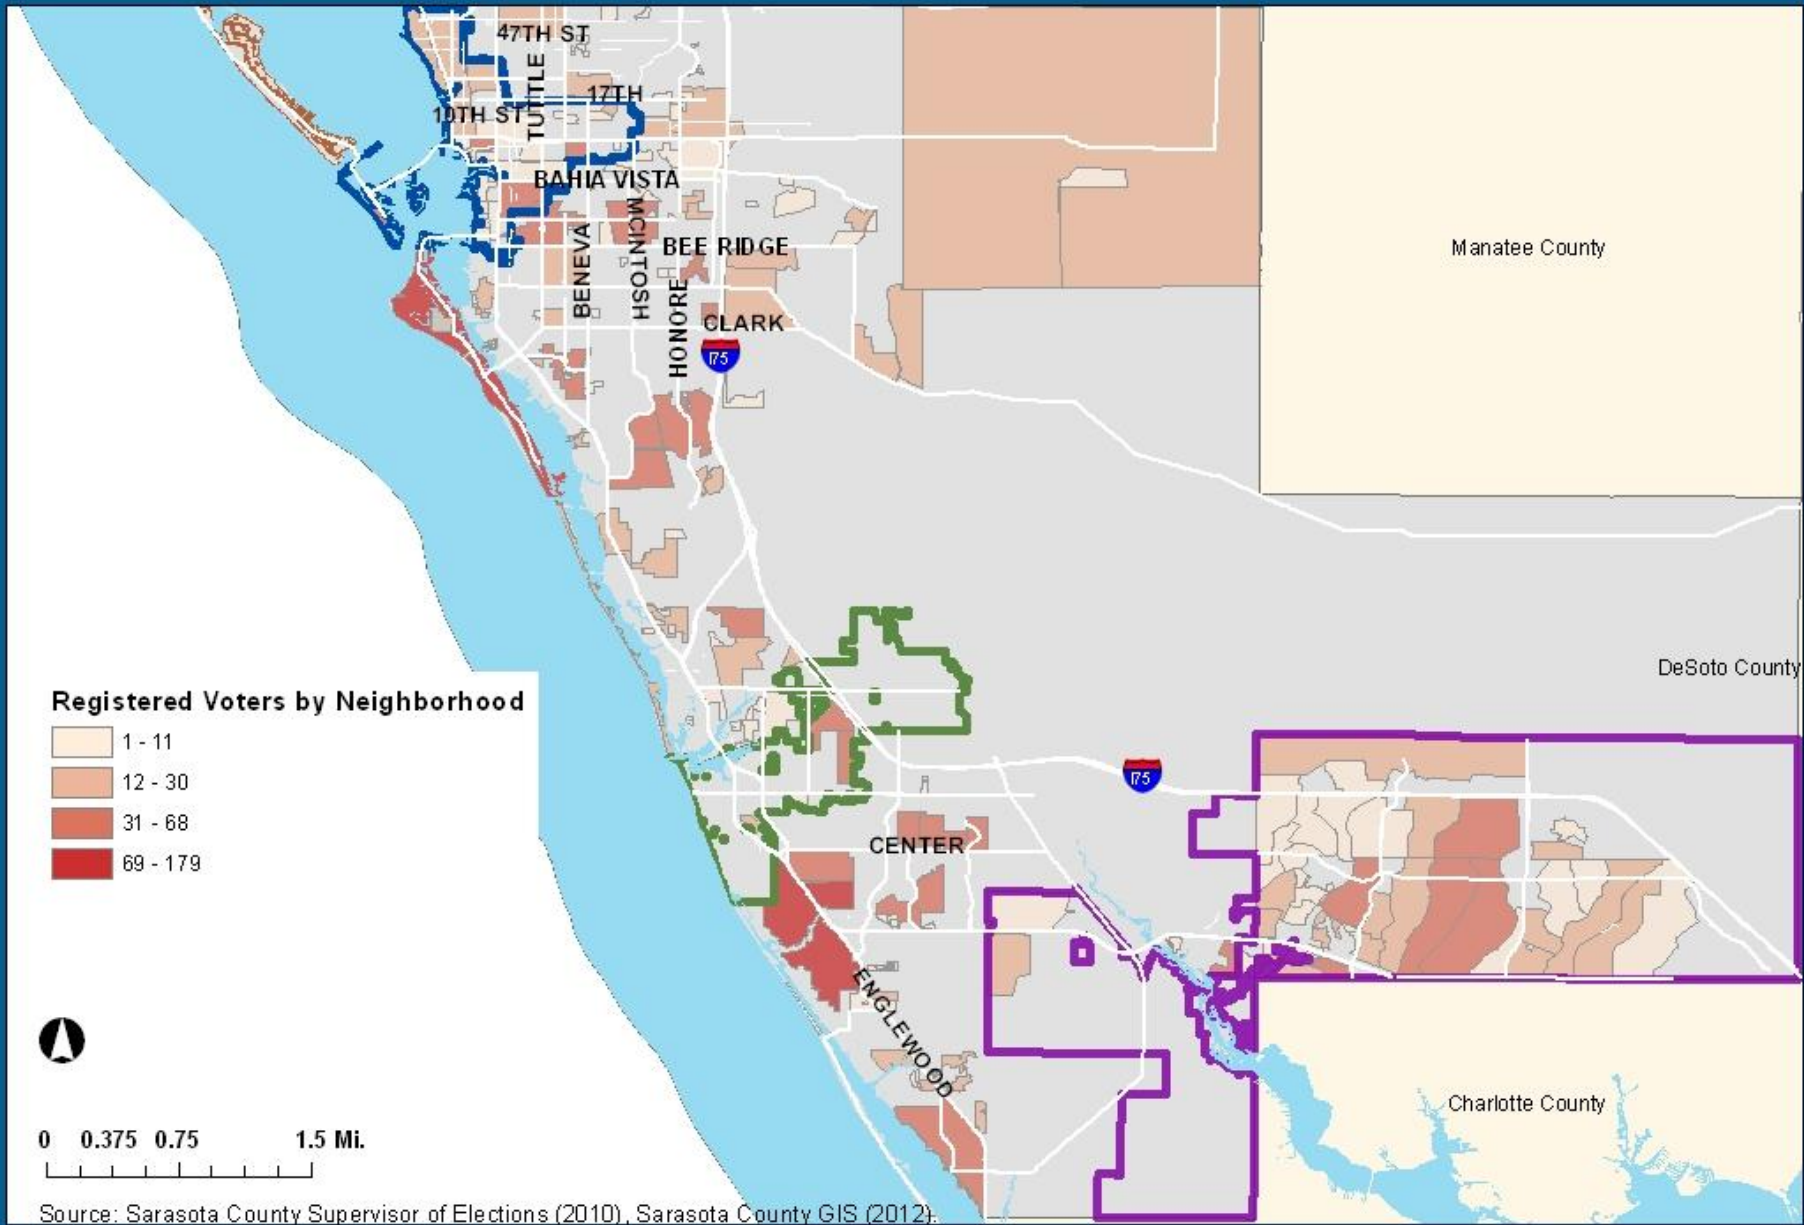 47TH ST
TUTTLE
17TH
10TH ST
BAHIA VISTA
MCINTOSH
BEE RIDGE
BENEVA
HONORE
CLARK
I75
Manatee County
DeSoto County
Registered Voters by Neighborhood
1 - 11
12 - 30
31 - 68
69 - 179
I75
CENTER
ENGLEWOOD
Charlotte County
0 0.375 0.75 1.5 Mi.
Source: Sarasota County Supervisor of Elections (2010), Sarasota County GIS (2012).